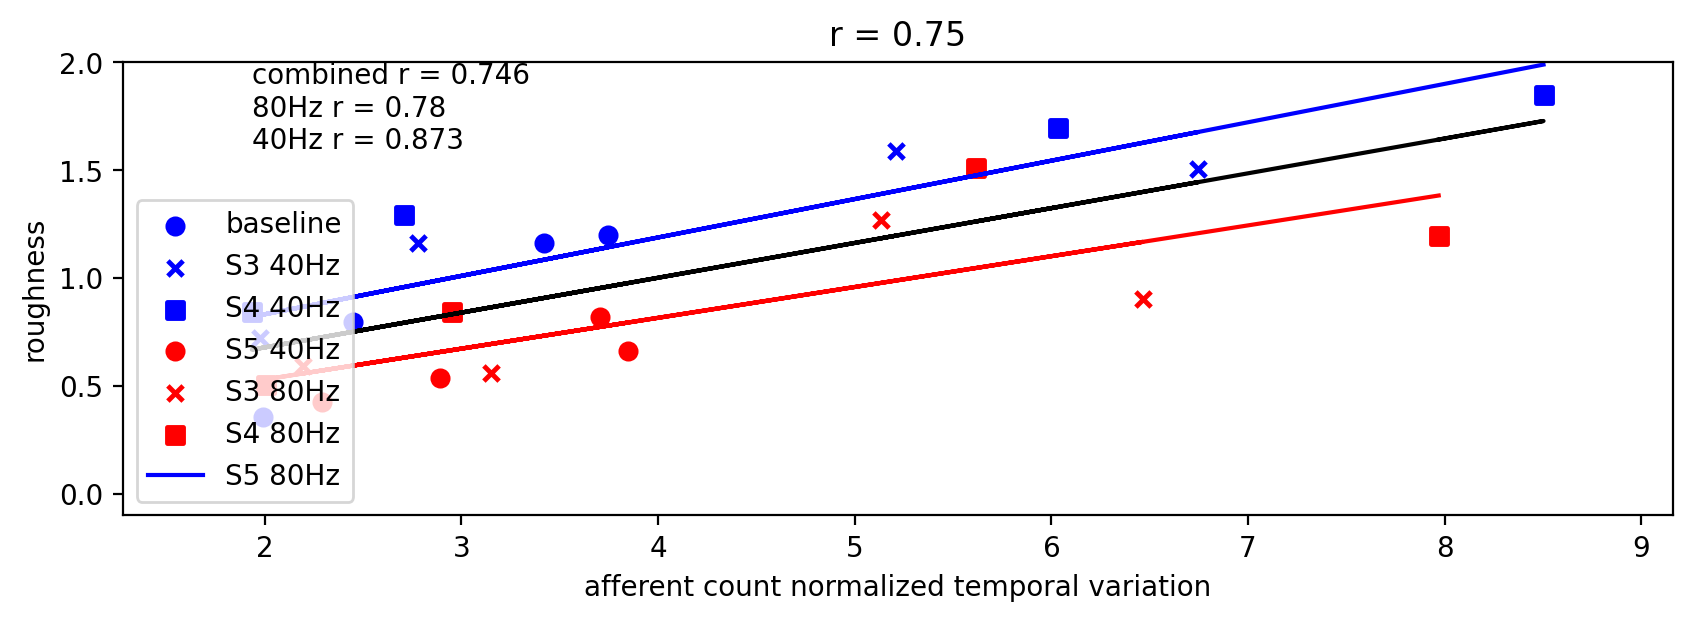 r = 0.75
combined r = 0.746
80Hz r = 0.78
40Hz r = 0.873
2.0
1.5
1.0
0.5
0.0
roughness
baseline
S3 40Hz
S4 40Hz
S5 40Hz
S3 80Hz
S4 80Hz
S5 80Hz
2 3 4 5 6 7 8 9
afferent count normalized temporal variation